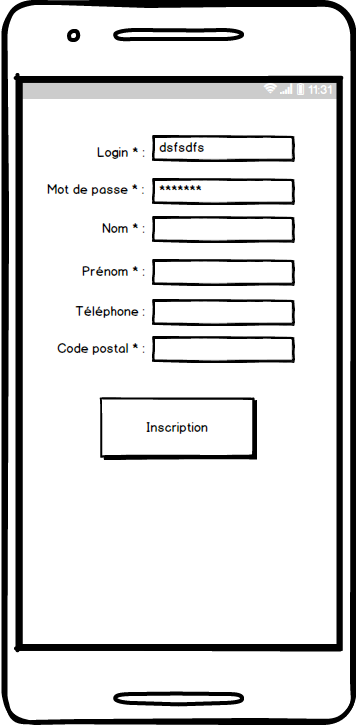 11:31
Login * : dsfsdfs
Mot de passe * : *******
Nom * :
Prénom * :
Téléphone :
Code postal * :
Inscription